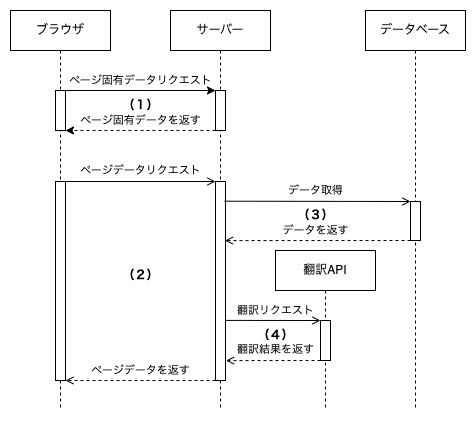 ブラウザ
サーバー
データベース
ページ固有データリクエスト
（1）
ページ固有データを返す
ページデータリクエスト
データ取得
（3）
データを返す
（2）
翻訳API
翻訳リクエスト
（4）
翻訳結果を返す
ページデータを返す